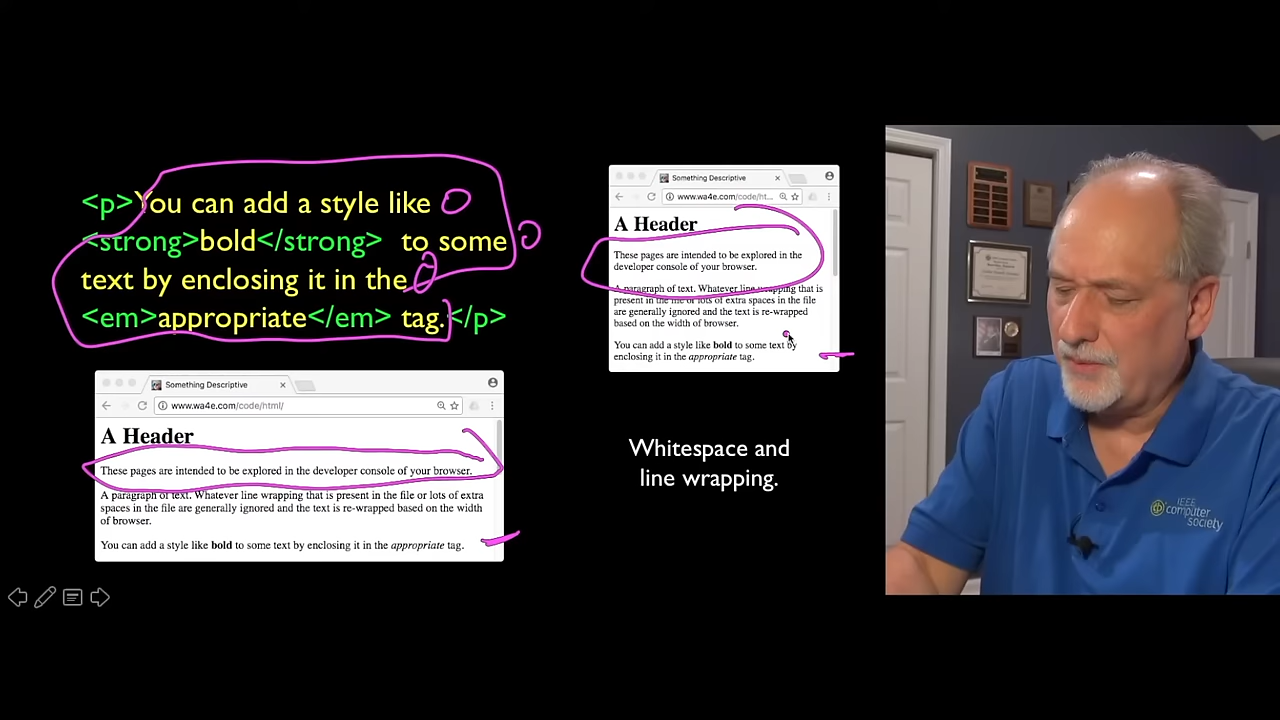 <p>You can add a style like
<strong>bold</strong> to some
text by enclosing it in the
<em>appropriate</em> tag.</p>
Something Descriptive
www.wa4e.com/code/html/
A Header
These pages are intended to be explored in the developer console of your browser.
A paragraph of text. Whatever line wrapping that is present in the file or lots of extra
spaces in the file are generally ignored and the text is re-wrapped based on the width
of browser.
You can add a style like bold to some text by enclosing it in the appropriate tag.
Something Descriptive
www.wa4e.com/code/ht...
A Header
These pages are intended to be explored in the
developer console of your browser.
A paragraph of text. Whatever line wrapping that is
present in the file or lots of extra spaces in the file
are generally ignored and the text is re-wrapped
based on the width of browser.
You can add a style like bold to some text by
enclosing it in the appropriate tag.
Whitespace and
line wrapping.
IEEE
computer
society